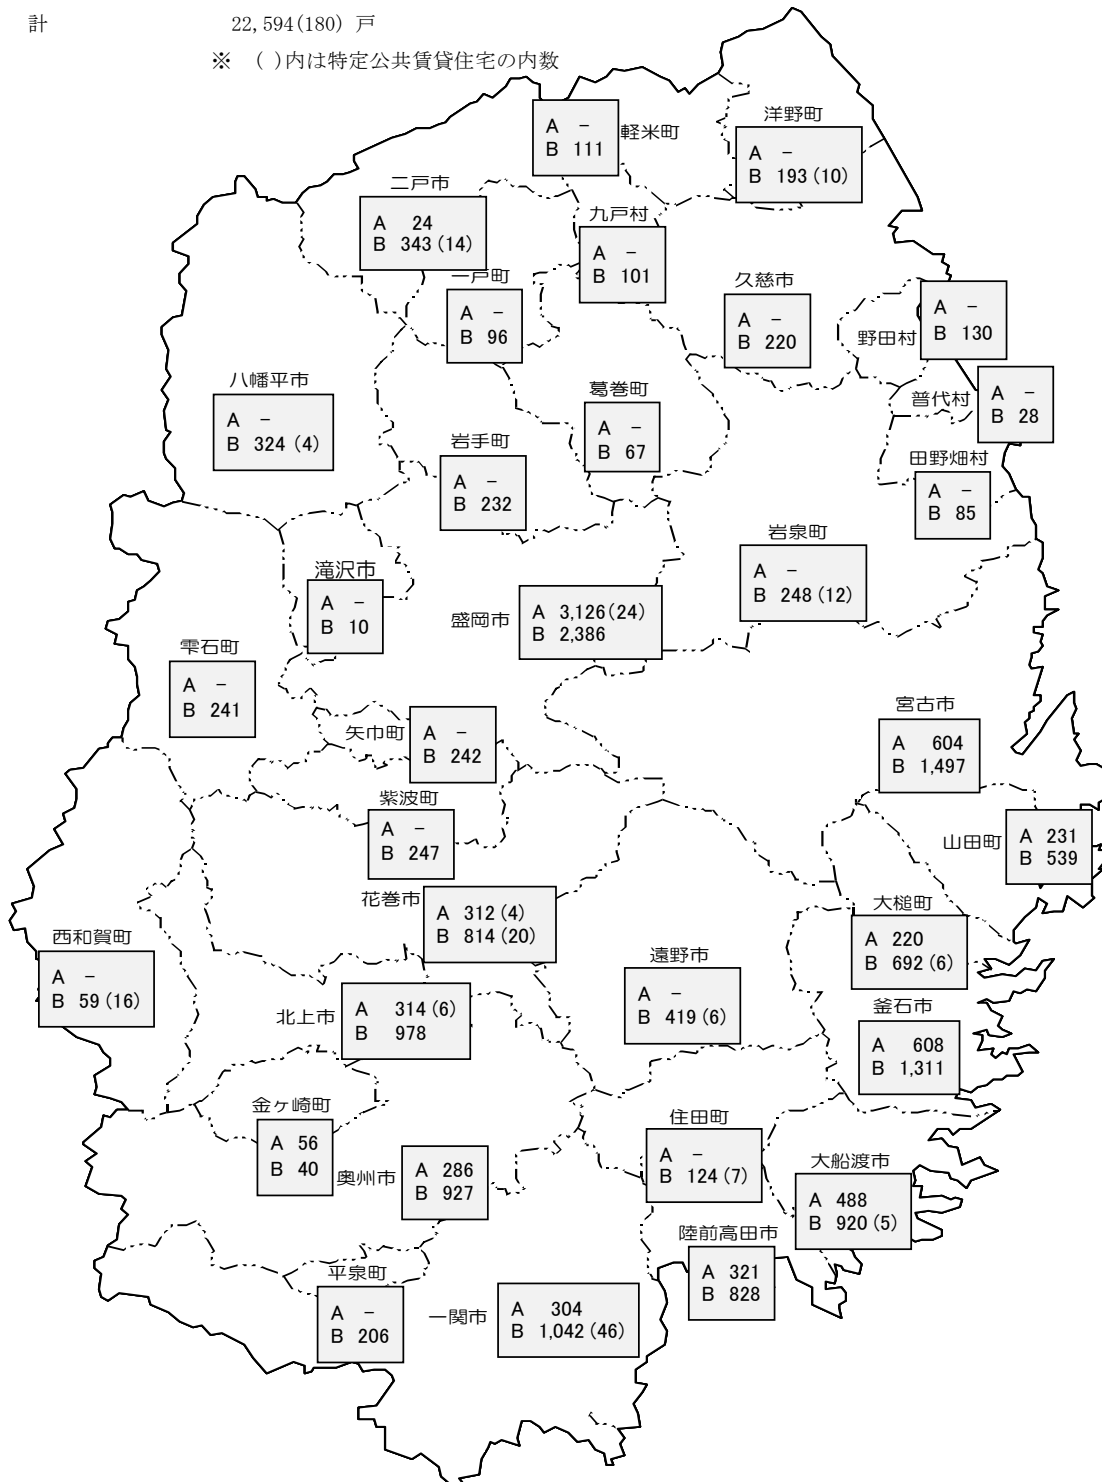 計 22,594(180) 戸
※ ( )内は特定公共賃貸住宅の内数
軽米町
A －
B 111
洋野町
A －
B 193(10)
二戸市
A 24
B 343(14)
九戸村
A －
B 101
一戸町
A －
B 96
久慈市
A －
B 220
野田村
A －
B 130
八幡平市
A －
B 324(4)
葛巻町
A －
B 67
普代村
A －
B 28
岩手町
A －
B 232
田野畑村
A －
B 85
岩泉町
A －
B 248(12)
滝沢市
A －
B 10
盛岡市
A 3,126(24)
B 2,386
雫石町
A －
B 241
矢巾町
A －
B 242
宮古市
A 604
B 1,497
紫波町
A －
B 247
山田町
A 231
B 539
花巻市
A 312(4)
B 814(20)
大槌町
A 220
B 692(6)
西和賀町
A －
B 59(16)
遠野市
A －
B 419(6)
北上市
A 314(6)
B 978
釜石市
A 608
B 1,311
金ヶ崎町
A 56
B 40
住田町
A －
B 124(7)
奥州市
A 286
B 927
大船渡市
A 488
B 920(5)
陸前高田市
A 321
B 828
平泉町
A －
B 206
一関市
A 304
B 1,042(46)